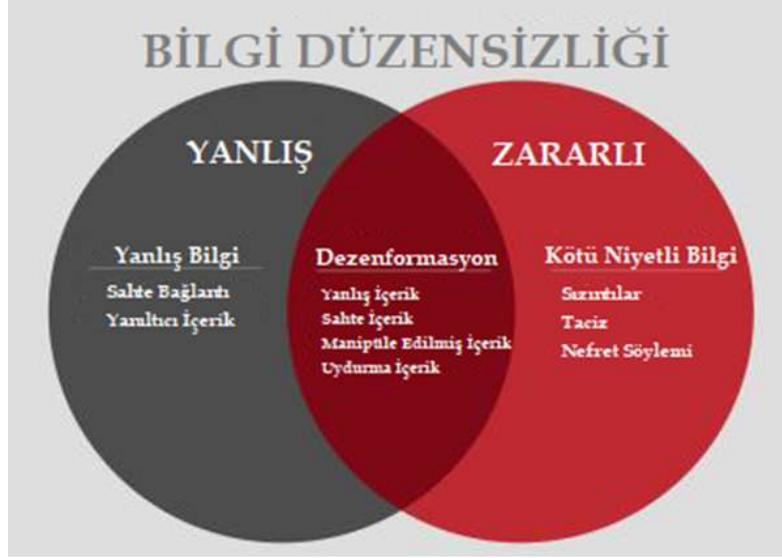 BİLGİ DÜZENSİZLİĞİ
YANLIŞ
Yanlış Bilgi
Sahte Bağlantı
Yanıltıcı İçerik
Dezenformasyon
Yanlış İçerik
Sahte İçerik
Manipüle Edilmiş İçerik
Uydurma İçerik
ZARARLI
Kötü Niyetli Bilgi
Sızıntılar
Taciz
Nefret Söylemi